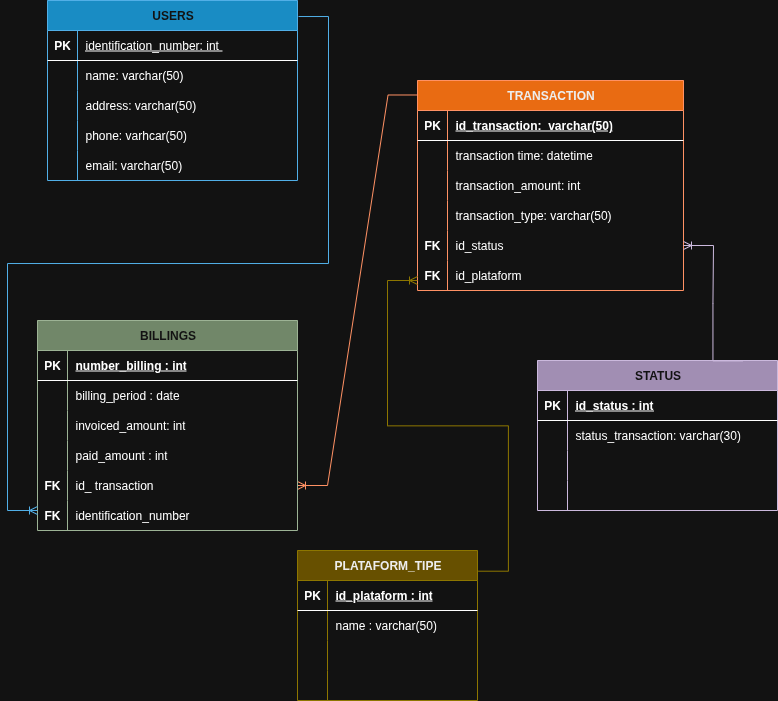 USERS
PK identification_number: int
name: varchar(50)
address: varchar(50)
phone: varhcar(50)
email: varchar(50)
TRANSACTION
PK id_transaction: varchar(50)
transaction time: datetime
transaction_amount: int
transaction_type: varchar(50)
FK id_status
FK id_plataform
BILLINGS
PK number_billing : int
billing_period : date
invoiced_amount: int
paid_amount : int
FK id_ transaction
FK identification_number
STATUS
PK id_status : int
status_transaction: varchar(30)
PLATAFORM_TIPE
PK id_plataform : int
name : varchar(50)